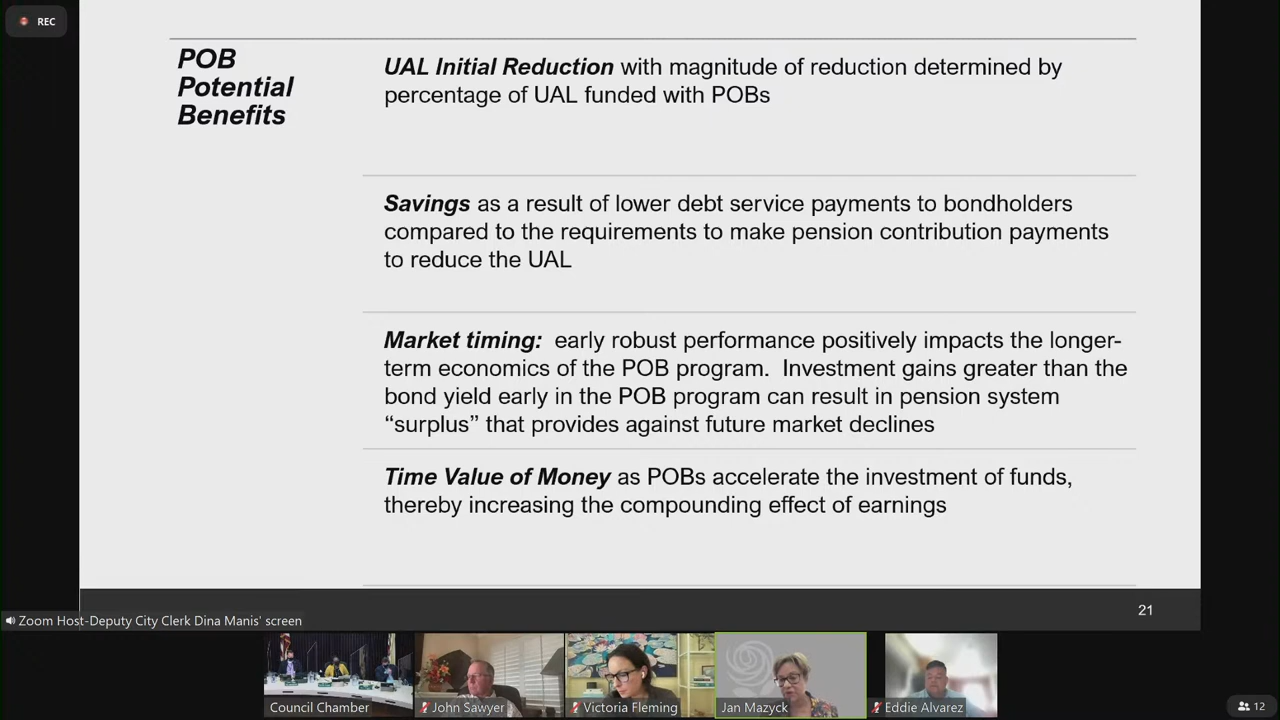 REC
POB
Potential
Benefits
UAL Initial Reduction with magnitude of reduction determined by
percentage of UAL funded with POBs
Savings as a result of lower debt service payments to bondholders
compared to the requirements to make pension contribution payments
to reduce the UAL
Market timing: early robust performance positively impacts the longer-
term economics of the POB program. Investment gains greater than the
bond yield early in the POB program can result in pension system
“surplus” that provides against future market declines
Time Value of Money as POBs accelerate the investment of funds,
thereby increasing the compounding effect of earnings
21
Zoom Host-Deputy City Clerk Dina Manis' screen
Council Chamber
John Sawyer
Victoria Fleming
Jan Mazyck
Eddie Alvarez
12